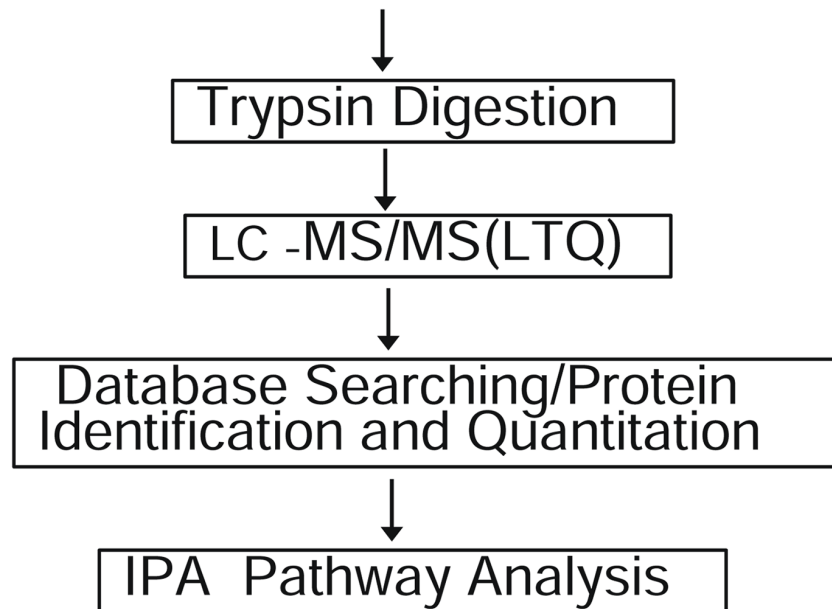 Trypsin Digestion
LC -MS/MS(LTQ)
Database Searching/Protein
Identification and Quantitation
IPA Pathway Analysis